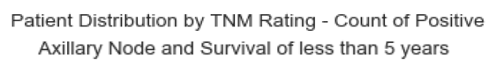 Patient Distribution by TNM Rating - Count of Positive
Axillary Node and Survival of less than 5 years